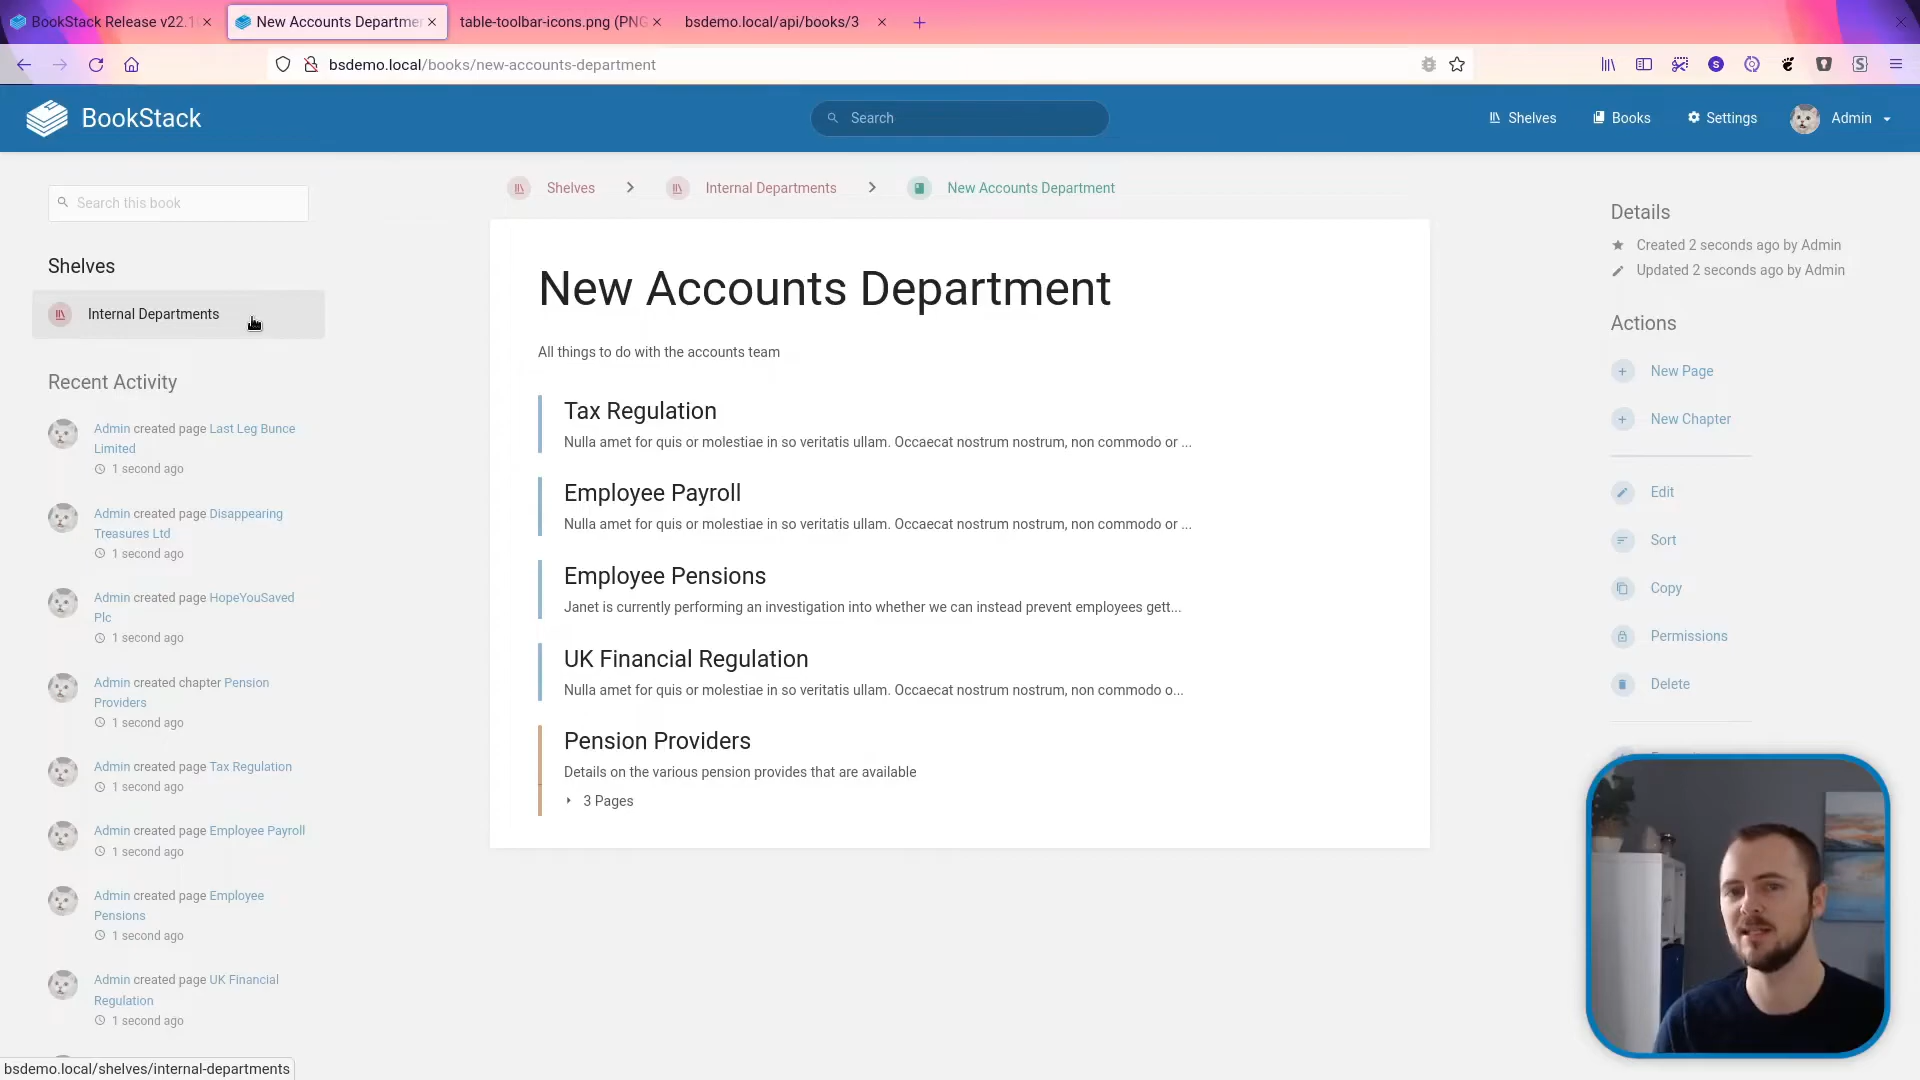 BookStack Release v22.1
New Accounts Departme
table-toolbar-icons.png (PNG
bsdemo.local/api/books/3
bsdemo.local/books/new-accounts-department
BookStack
Search
Shelves
Books
Settings
Admin
Search this book
Shelves
Internal Departments
Recent Activity
Admin created page Last Leg Bunce
Limited
1 second ago
Admin created page Disappearing
Treasures Ltd
1 second ago
Admin created page HopeYouSaved
Plc
1 second ago
Admin created chapter Pension
Providers
1 second ago
Admin created page Tax Regulation
1 second ago
Admin created page Employee Payroll
1 second ago
Admin created page Employee
Pensions
1 second ago
Admin created page UK Financial
Regulation
1 second ago
bsdemo.local/shelves/internal-departments
Shelves
Internal Departments
New Accounts Department
New Accounts Department
All things to do with the accounts team
Tax Regulation
Nulla amet for quis or molestiae in so veritatis ullam. Occaecat nostrum nostrum, non commodo or ...
Employee Payroll
Nulla amet for quis or molestiae in so veritatis ullam. Occaecat nostrum nostrum, non commodo or ...
Employee Pensions
Janet is currently performing an investigation into whether we can instead prevent employees gett...
UK Financial Regulation
Nulla amet for quis or molestiae in so veritatis ullam. Occaecat nostrum nostrum, non commodo o...
Pension Providers
Details on the various pension provides that are available
3 Pages
Details
Created 2 seconds ago by Admin
Updated 2 seconds ago by Admin
Actions
New Page
New Chapter
Edit
Sort
Copy
Permissions
Delete